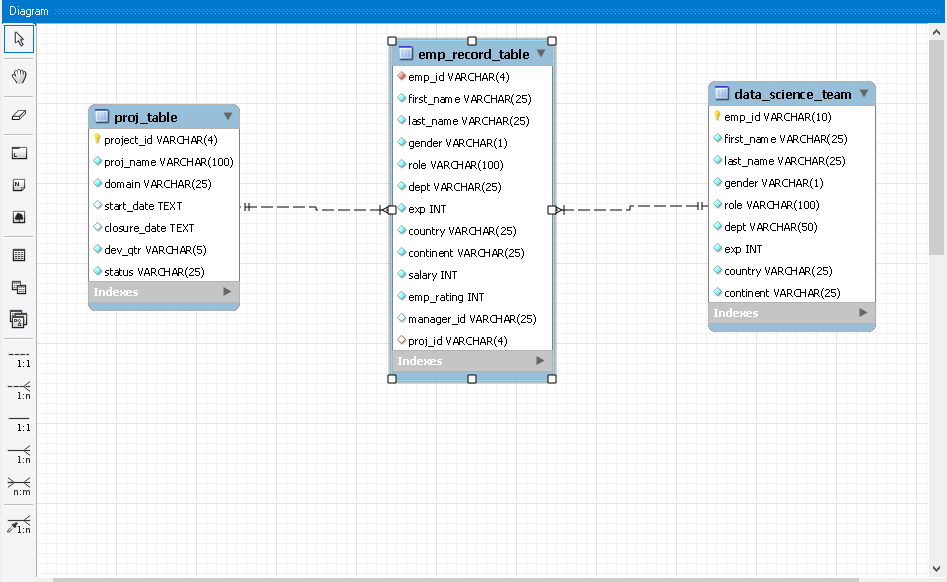 Diagram
1:1
1:n
1:1
1:n
n:m
1:n
proj_table
project_id VARCHAR(4)
proj_name VARCHAR(100)
domain VARCHAR(25)
start_date TEXT
closure_date TEXT
dev_qtr VARCHAR(5)
status VARCHAR(25)
Indexes
emp_record_table
emp_id VARCHAR(4)
first_name VARCHAR(25)
last_name VARCHAR(25)
gender VARCHAR(1)
role VARCHAR(100)
dept VARCHAR(25)
exp INT
country VARCHAR(25)
continent VARCHAR(25)
salary INT
emp_rating INT
manager_id VARCHAR(25)
proj_id VARCHAR(4)
Indexes
data_science_team
emp_id VARCHAR(10)
first_name VARCHAR(25)
last_name VARCHAR(25)
gender VARCHAR(1)
role VARCHAR(100)
dept VARCHAR(50)
exp INT
country VARCHAR(25)
continent VARCHAR(25)
Indexes